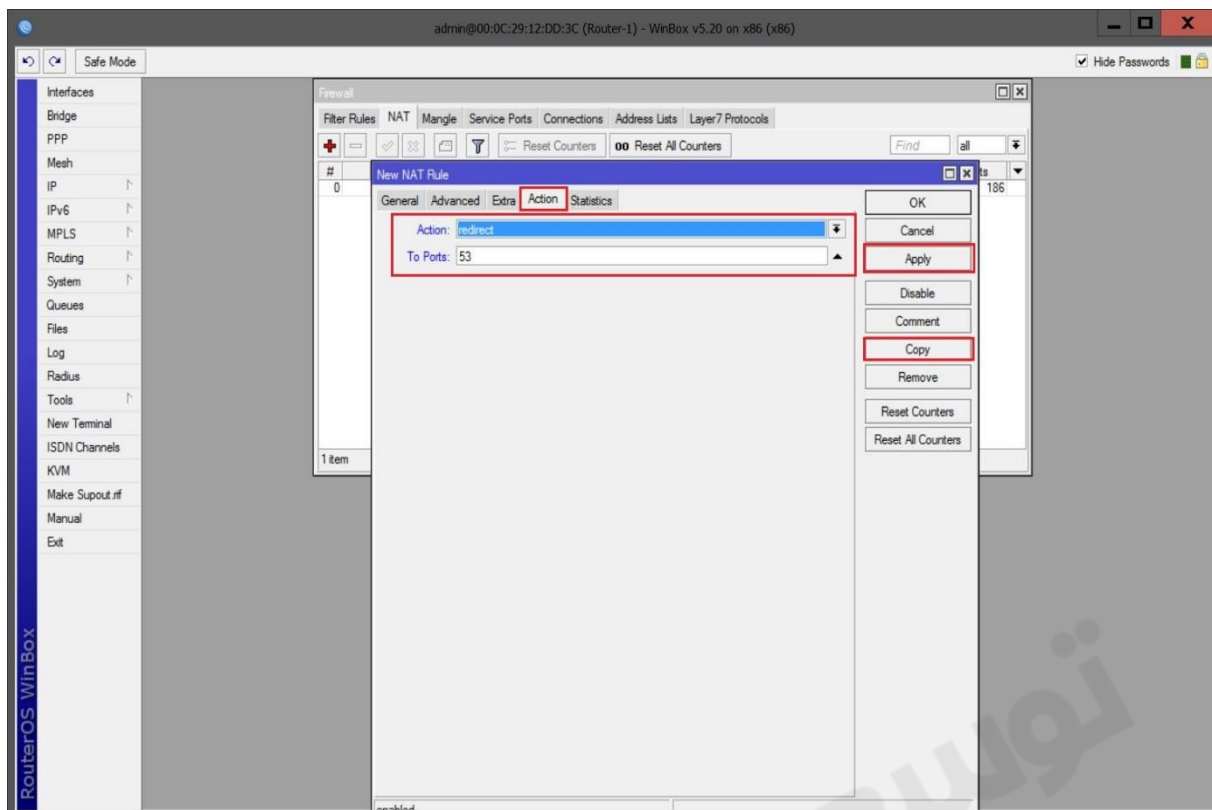 admin@00:0C:29:12:DD:3C (Router-1) - WinBox v5.20 on x86 (x86)
Safe Mode
Hide Passwords
Interfaces
Bridge
PPP
Mesh
IP
IPv6
MPLS
Routing
System
Queues
Files
Log
Radius
Tools
New Terminal
ISDN Channels
KVM
Make Supout.rif
Manual
Exit
RouterOS WinBox
Firewall
Filter Rules NAT Mangle Service Ports Connections Address Lists Layer7 Protocols
Reset Counters 00 Reset All Counters Find all
#
0 186
1 item
New NAT Rule
General Advanced Extra Action Statistics
Action: redirect
To Ports: 53
OK
Cancel
Apply
Disable
Comment
Copy
Remove
Reset Counters
Reset All Counters
enabled